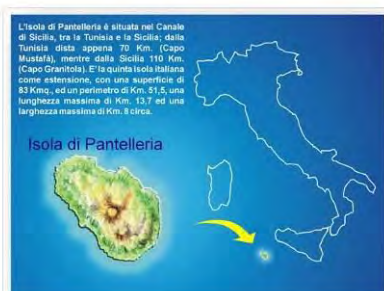 L'Isola di Pantelleria é situata nel Canale
di Sicilia, tra la Tunisia e la Sicilia; dalla
Tunisia dista appena 70 Km. (Capo
Mustafà), mentre dalla Sicilia 110 Km.
(Capo Granitola). E' la quinta isola italiana
come estensione, con una superficie di
83 Kmq., ed un perimetro di Km. 51,5, una
lunghezza massima di Km. 13,7 ed una
larghezza massima di Km. 8 circa.
Isola di Pantelleria